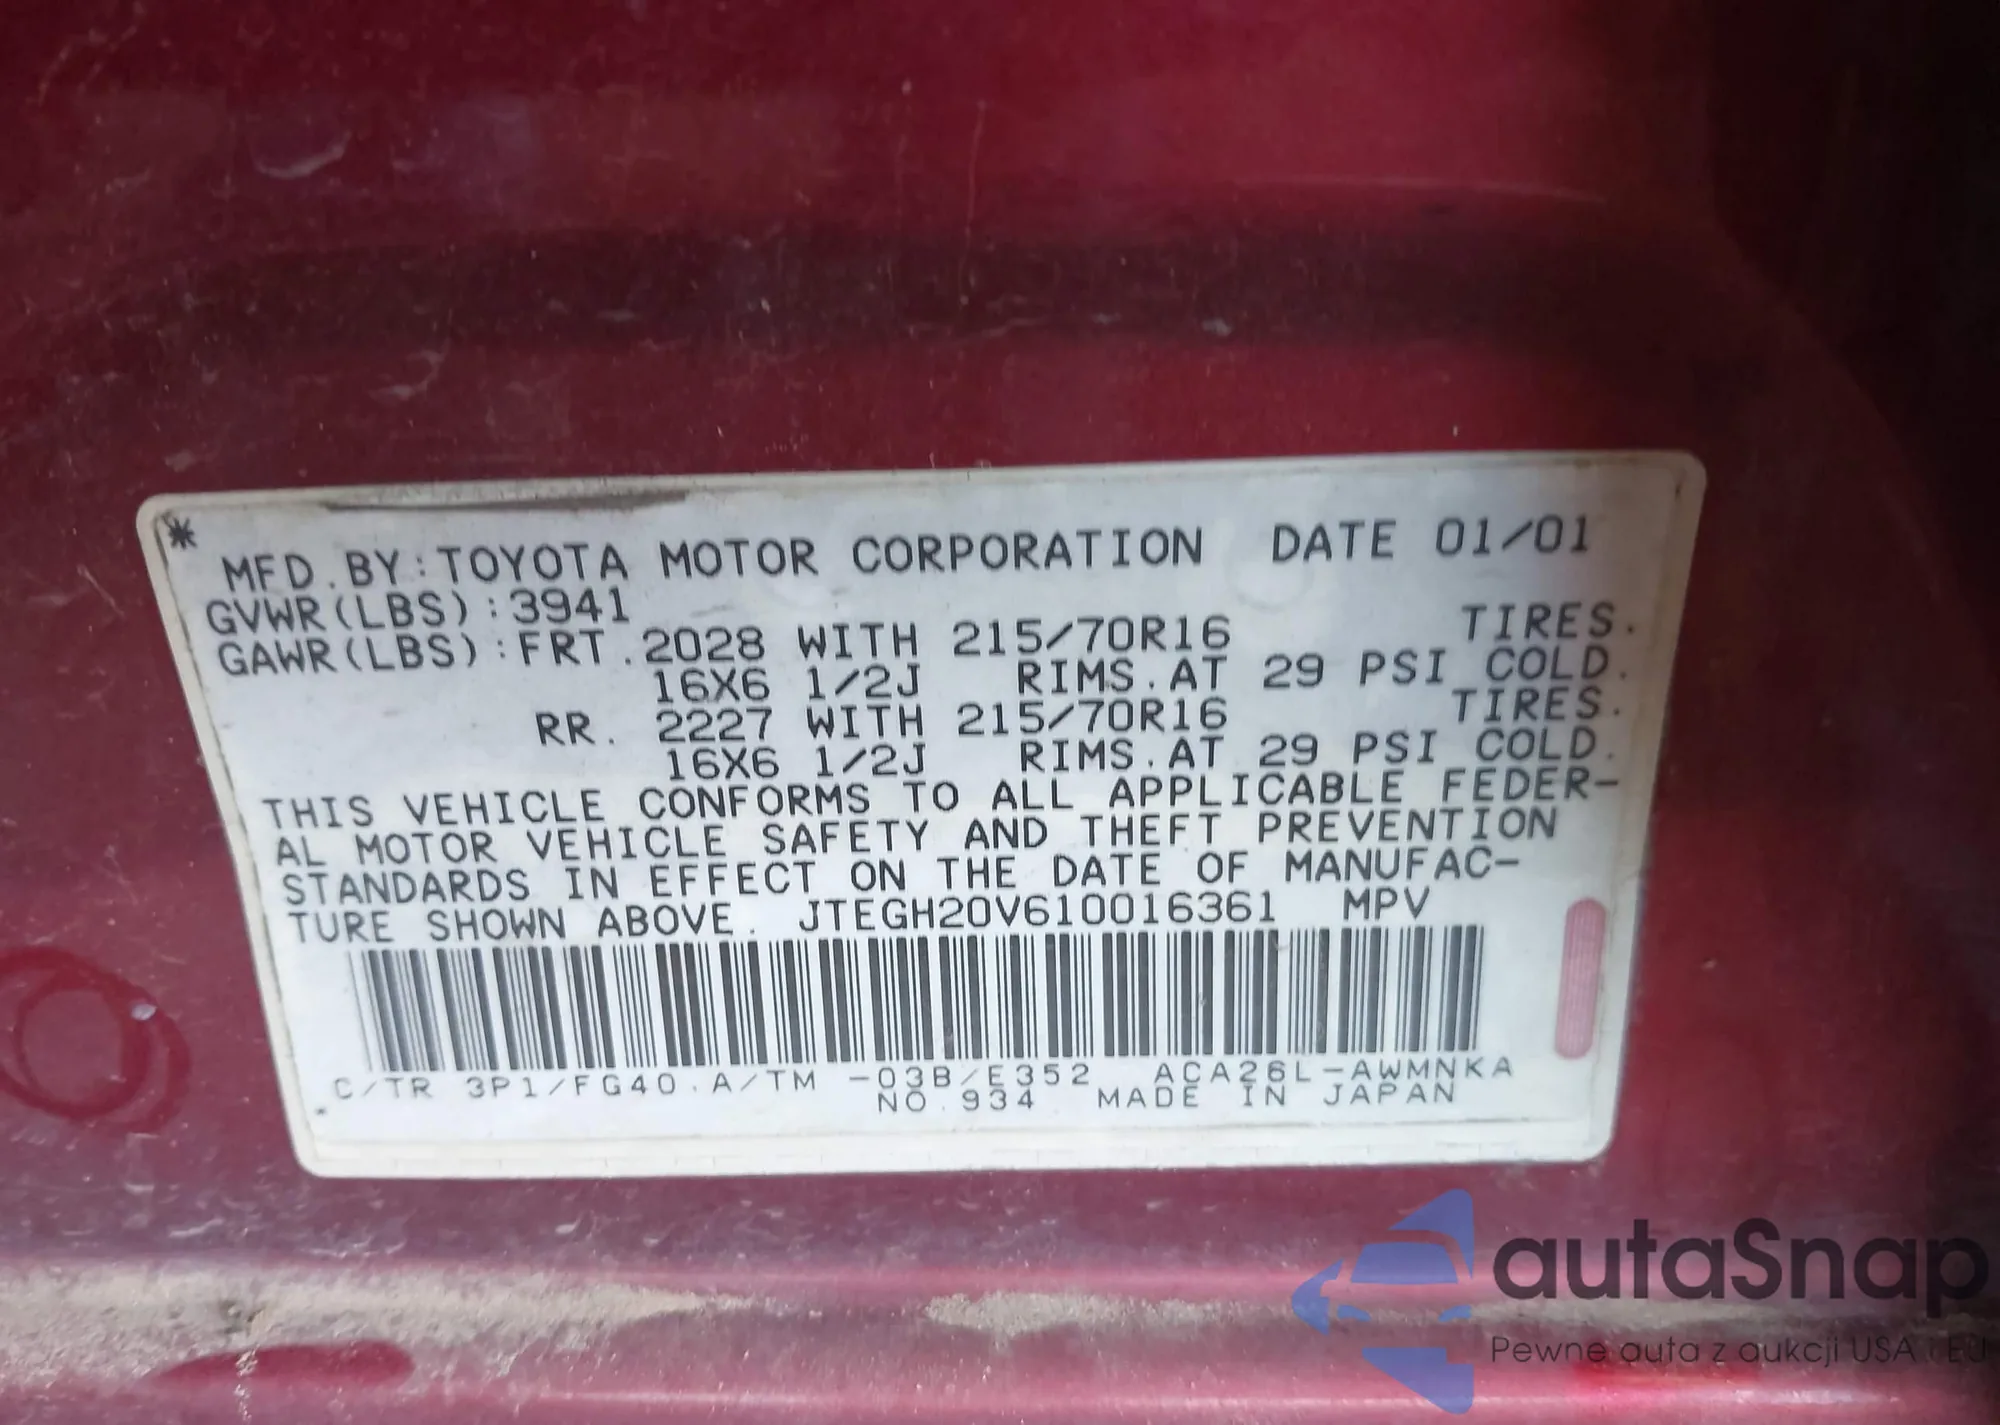 *
MFD.BY:TOYOTA MOTOR CORPORATION DATE 01/01
GVWR(LBS):3941
GAWR(LBS):FRT.2028 WITH 215/70R16 TIRES.
16X6 1/2J RIMS.AT 29 PSI COLD.
RR. 2227 WITH 215/70R16 TIRES.
16X6 1/2J RIMS.AT 29 PSI COLD.
THIS VEHICLE CONFORMS TO ALL APPLICABLE FEDER-
AL MOTOR VEHICLE SAFETY AND THEFT PREVENTION
STANDARDS IN EFFECT ON THE DATE OF MANUFAC-
TURE SHOWN ABOVE. JTEGH20V610016361 MPV
C/TR 3P1/FG40.A/TM -03B/E352 ACA26L-AWMNKA
NO.934 MADE IN JAPAN
autaSnap
Pewne auta z aukcji USA i EU